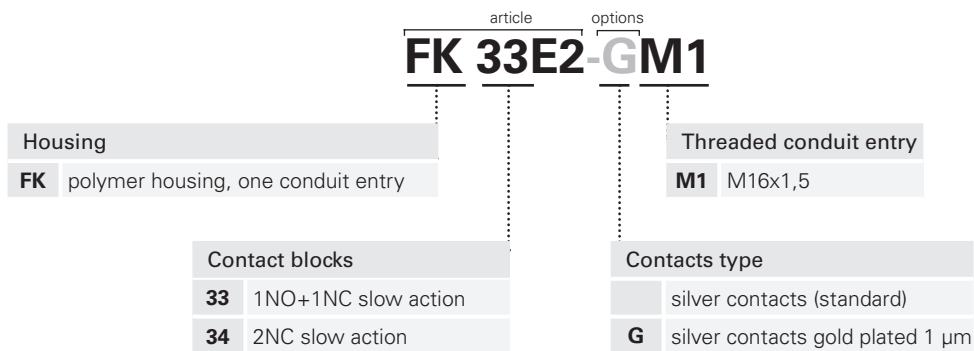 article options
FK 33E2-GM1
Housing
FK polymer housing, one conduit entry
Threaded conduit entry
M1 M16x1,5
Contact blocks
33 1NO+1NC slow action
34 2NC slow action
Contacts type
silver contacts (standard)
G silver contacts gold plated 1 µm